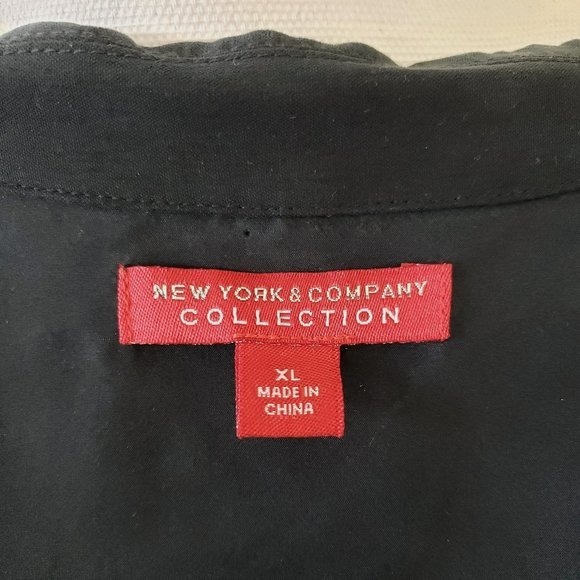 NEW YORK & COMPANY
COLLECTION
XL
MADE IN
CHINA